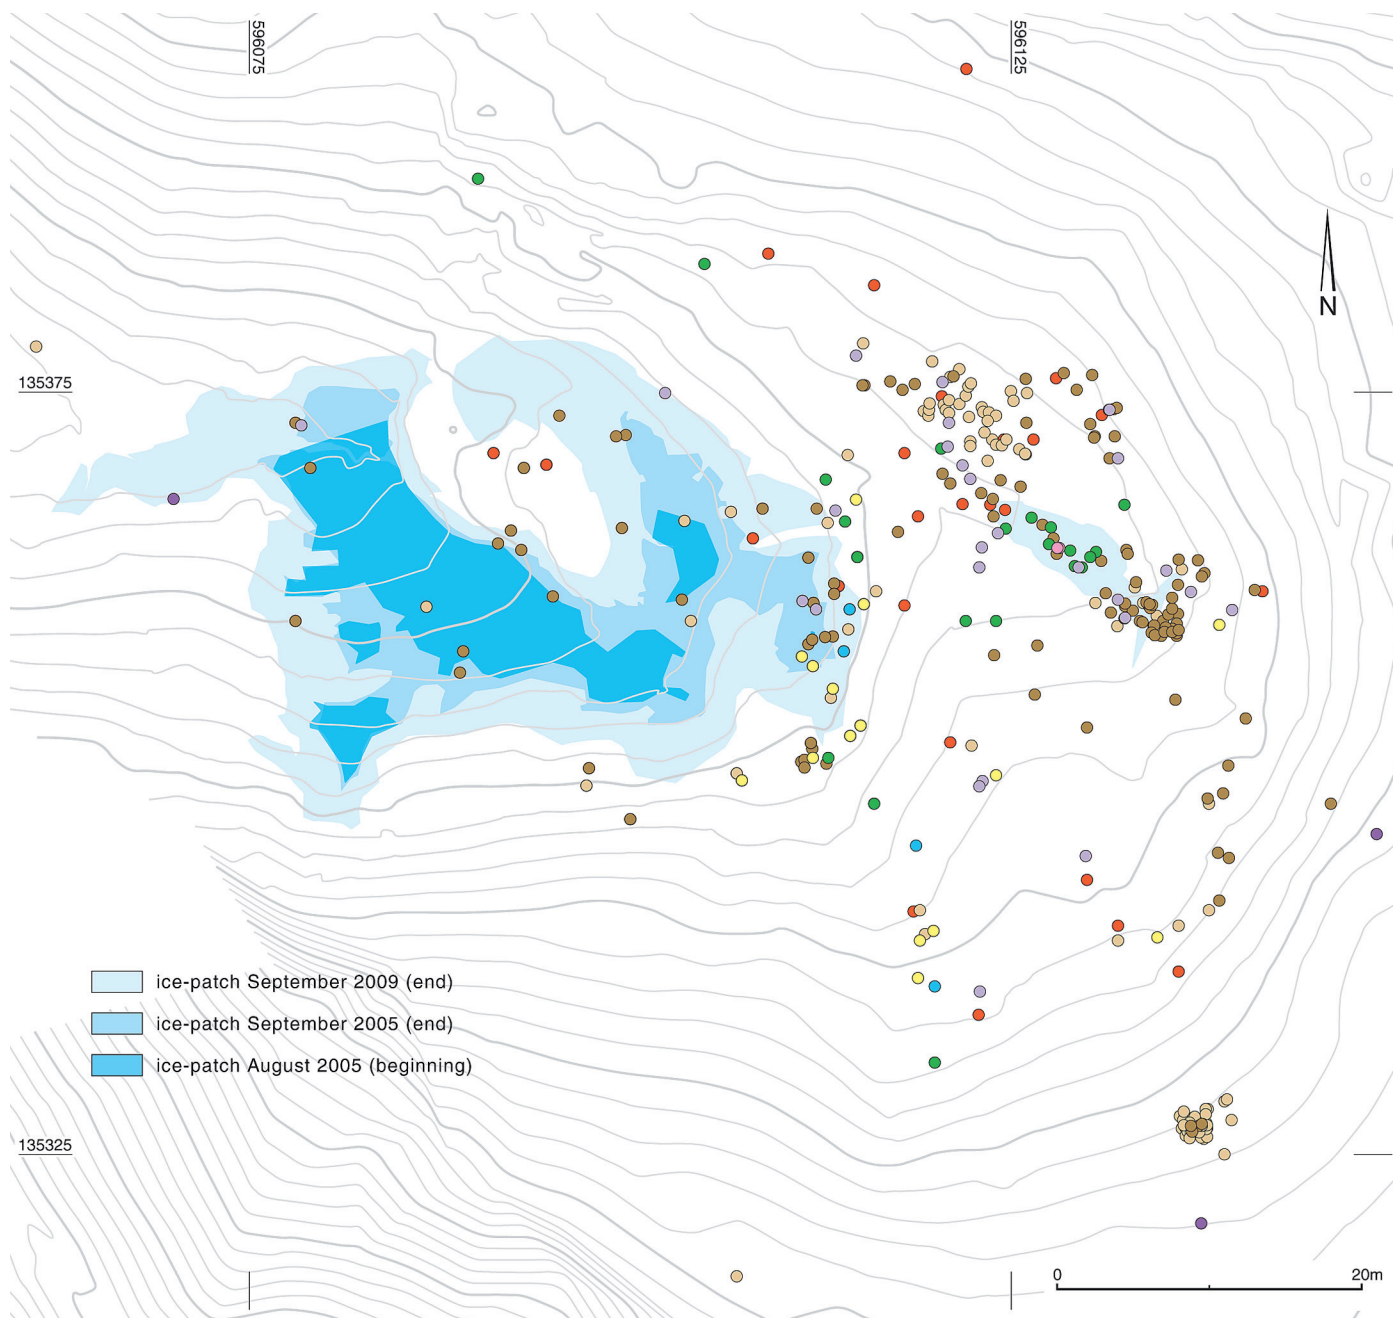 596075
596125
N
135375
ice-patch September 2009 (end)
ice-patch September 2005 (end)
ice-patch August 2005 (beginning)
135325
0 20m